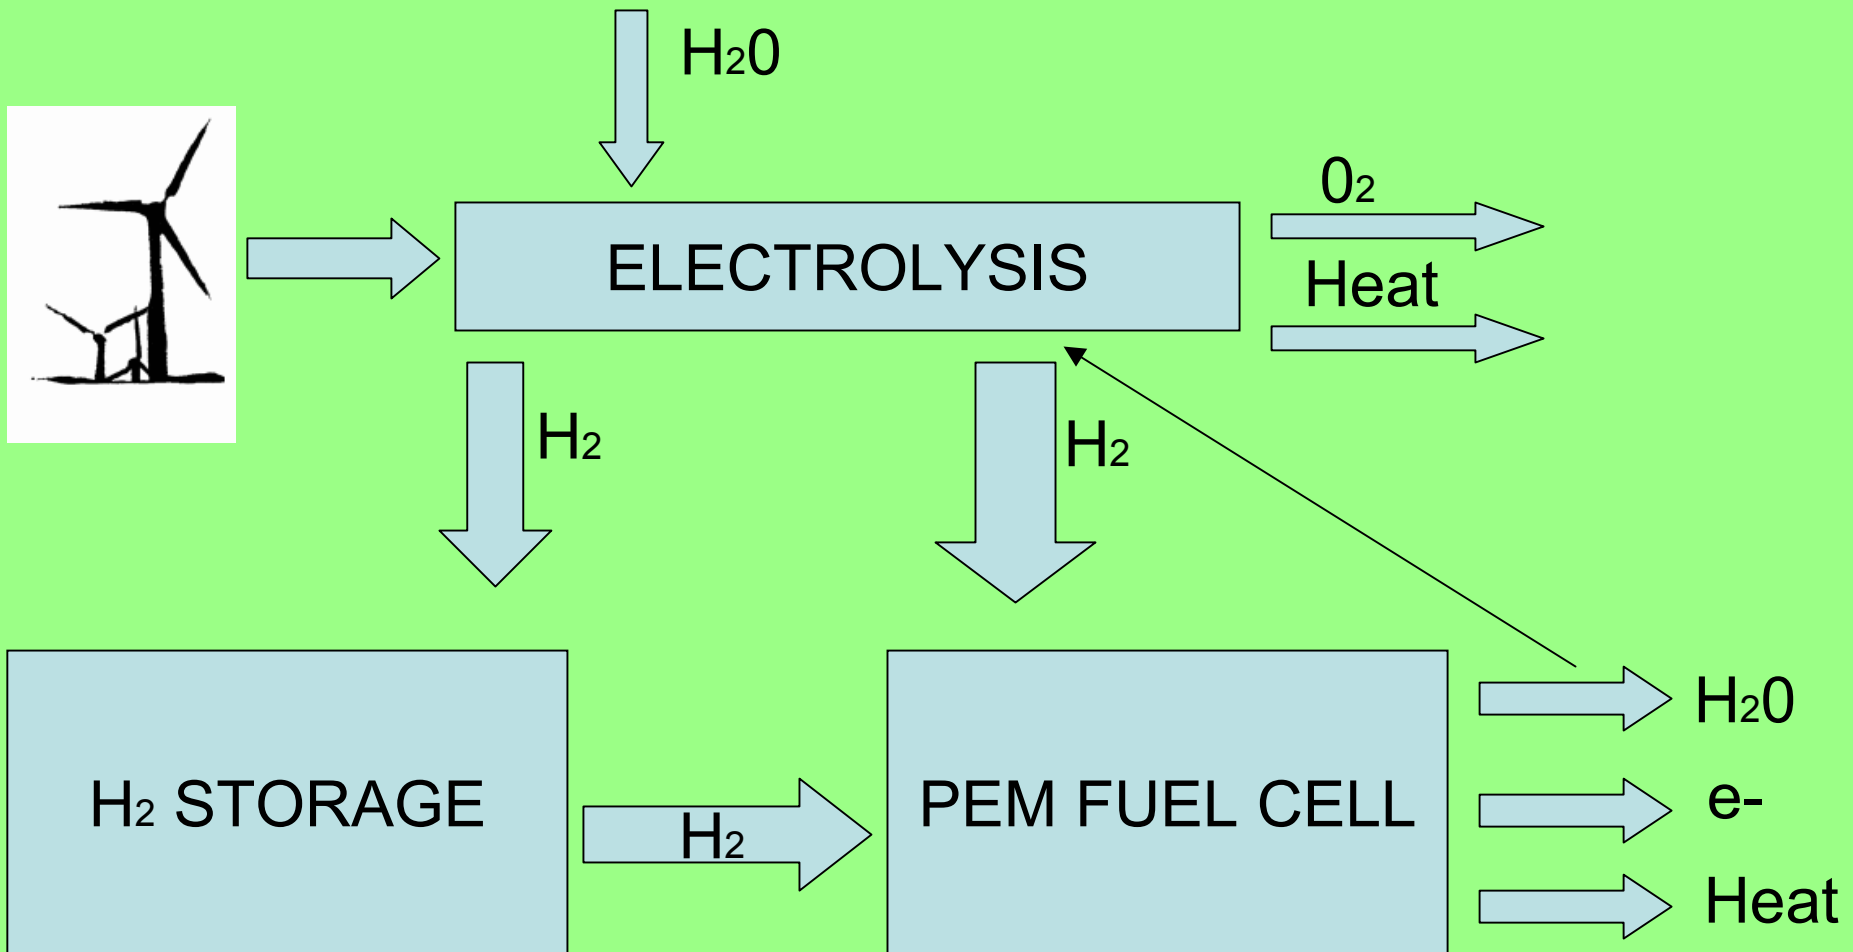 H₂0
0₂
ELECTROLYSIS
Heat
H₂
H₂
H₂0
H₂ STORAGE
H₂
PEM FUEL CELL
e-
Heat